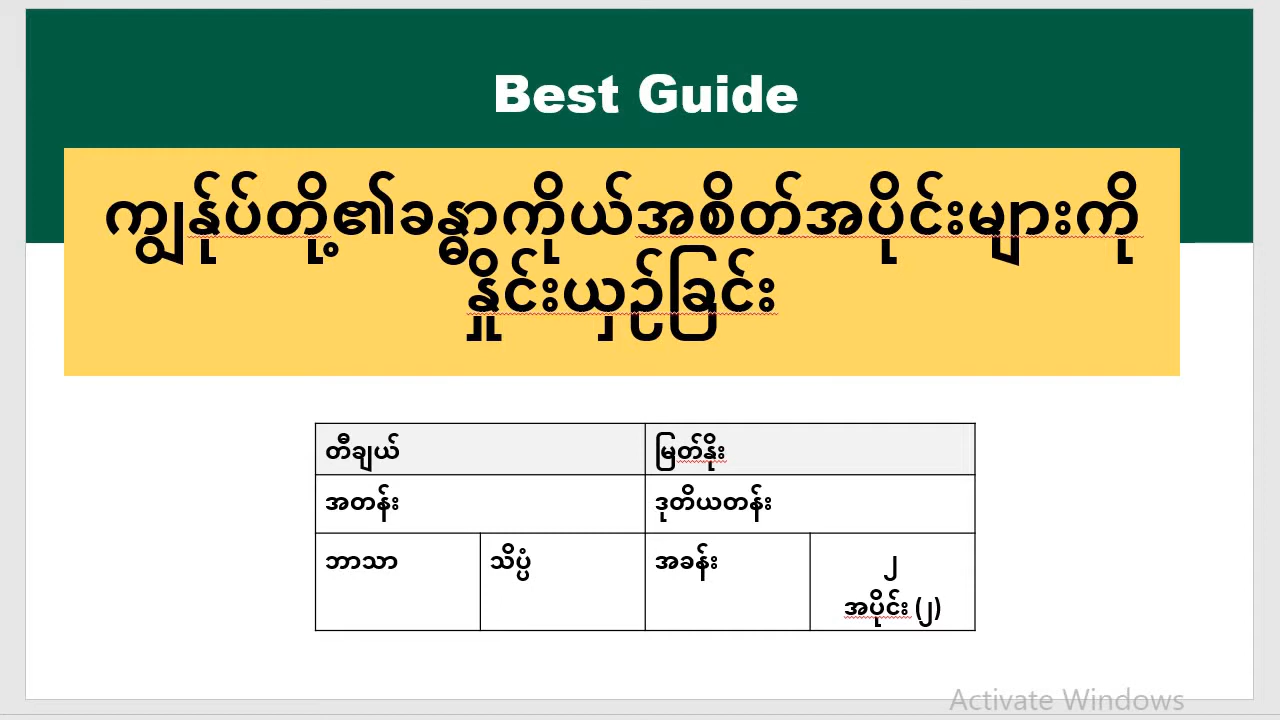 Best Guide
ကျွန်ုပ်တို့၏ခန္ဓာကိုယ်အစိတ်အပိုင်းများကို
နှိုင်းယှဉ်ခြင်း
တီချယ် မြတ်နိုး
အတန်း ဒုတိယတန်း
ဘာသာ သိပ္ပံ အခန်း ၂
အပိုင်း (၂)
Activate Windows